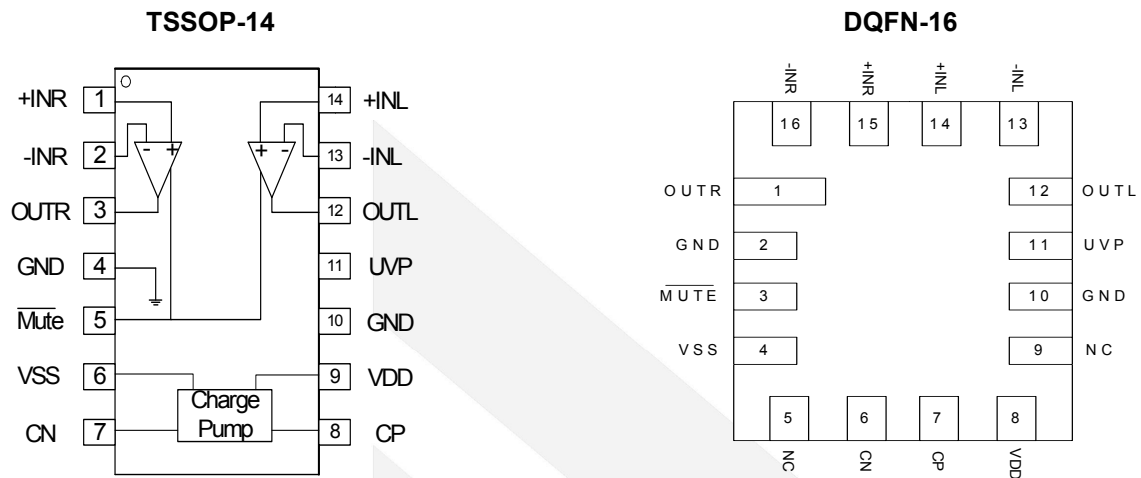 TSSOP-14
+INR 1
-INR 2
OUTR 3
GND 4
M̅u̅t̅e̅ 5
VSS 6
CN 7
14 +INL
13 -INL
12 OUTL
11 UVP
10 GND
9 VDD
8 CP
- +
+ -
Charge
Pump
DQFN-16
-INR +INR +INL -INL
16 15 14 13
OUTR 1
GND 2
M̅U̅T̅E̅ 3
VSS 4
12 OUTL
11 UVP
10 GND
9 NC
5 6 7 8
NC CN CP VDD